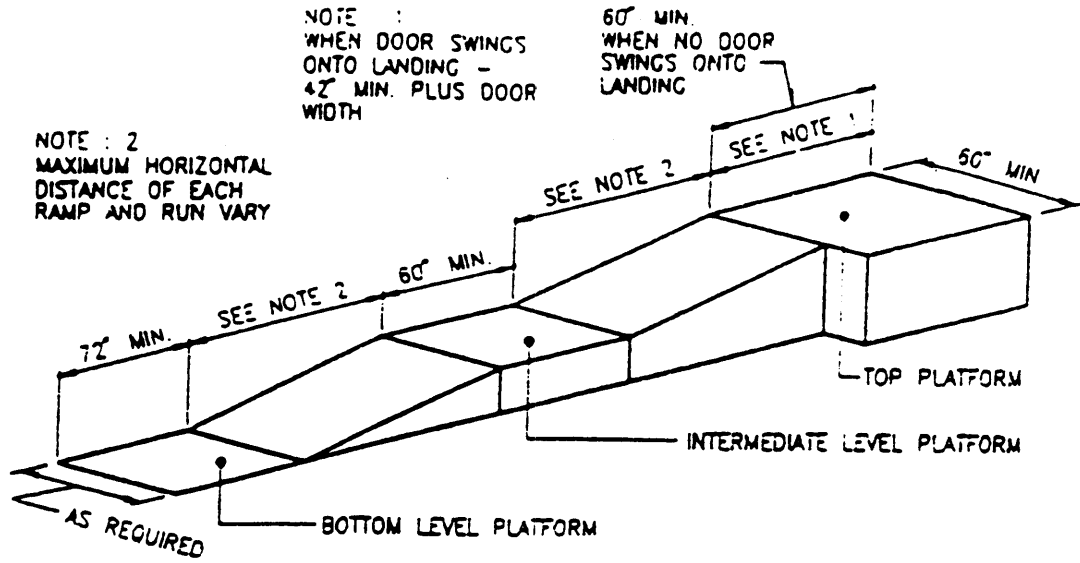 NOTE :
WHEN DOOR SWINGS
ONTO LANDING -
42" MIN. PLUS DOOR
WIDTH
60" MIN.
WHEN NO DOOR
SWINGS ONTO
LANDING
NOTE : 2
MAXIMUM HORIZONTAL
DISTANCE OF EACH
RAMP AND RUN VARY
SEE NOTE 1
SEE NOTE 2
60" MIN
60" MIN.
SEE NOTE 2
72" MIN.
TOP PLATFORM
INTERMEDIATE LEVEL PLATFORM
BOTTOM LEVEL PLATFORM
AS REQUIRED